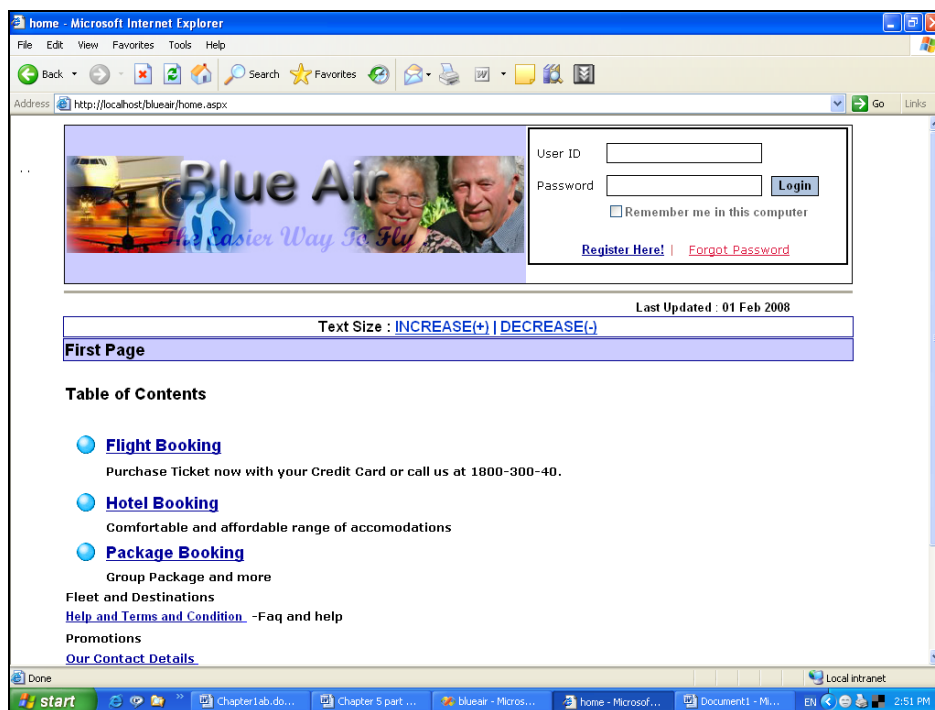 home - Microsoft Internet Explorer
File Edit View Favorites Tools Help
Back Search Favorites
Address http://localhost/blueair/home.aspx Go Links
Blue Air
The Easier Way To Fly
User ID
Password Login
Remember me in this computer
Register Here! | Forgot Password
Last Updated : 01 Feb 2008
Text Size : INCREASE(+) | DECREASE(-)
First Page
Table of Contents
Flight Booking
Purchase Ticket now with your Credit Card or call us at 1800-300-40.
Hotel Booking
Comfortable and affordable range of accomodations
Package Booking
Group Package and more
Fleet and Destinations
Help and Terms and Condition -Faq and help
Promotions
Our Contact Details
Done Local intranet
start Chapter1ab.do... Chapter 5 part ... blueair - Micros... home - Microsof... Document1 - Mi... EN 2:51 PM